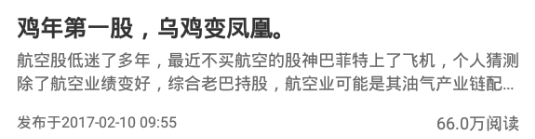 鸡年第一股，乌鸡变凤凰。
航空股低迷了多年，最近不买航空的股神巴菲特上了飞机，个人猜测
除了航空业绩变好，综合老巴持股，航空业可能是其油气产业链配...
发布于2017-02-10 09:55
66.0万阅读